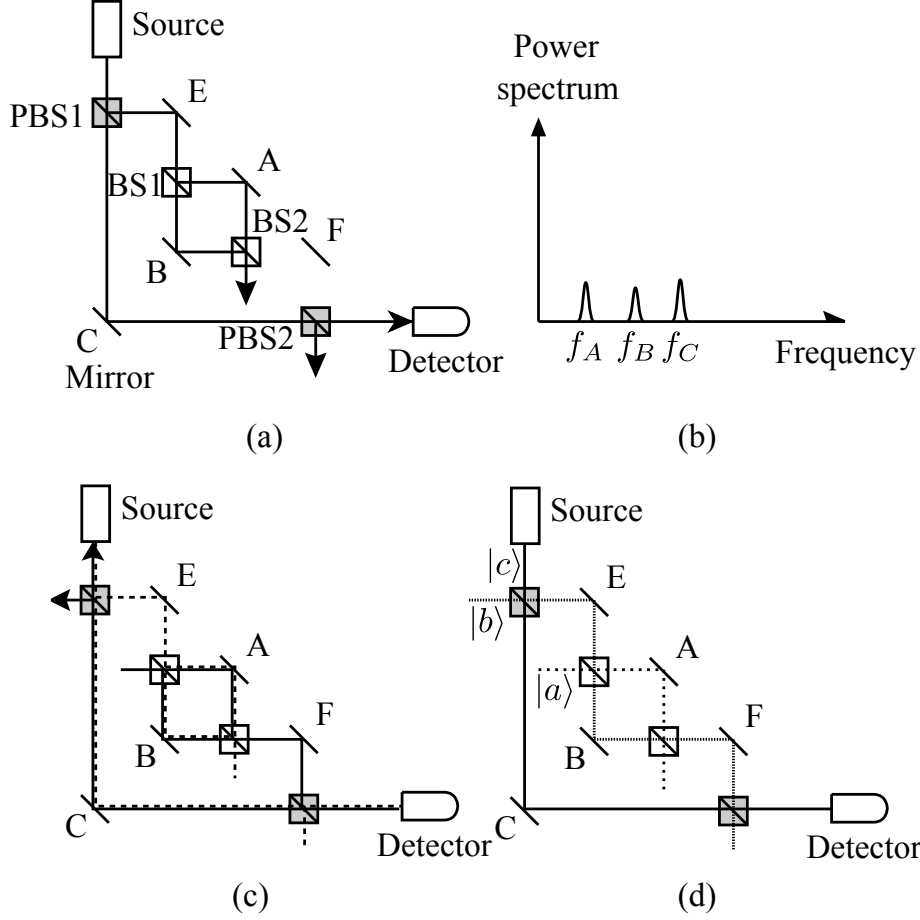 Source
PBS1
E
BS1
A
BS2
B
F
C
Mirror
PBS2
Detector
(a)
Power
spectrum
f_A f_B f_C
Frequency
(b)
Source
E
A
B
F
C
Detector
(c)
Source
|c⟩
|b⟩
E
|a⟩
A
B
F
C
Detector
(d)